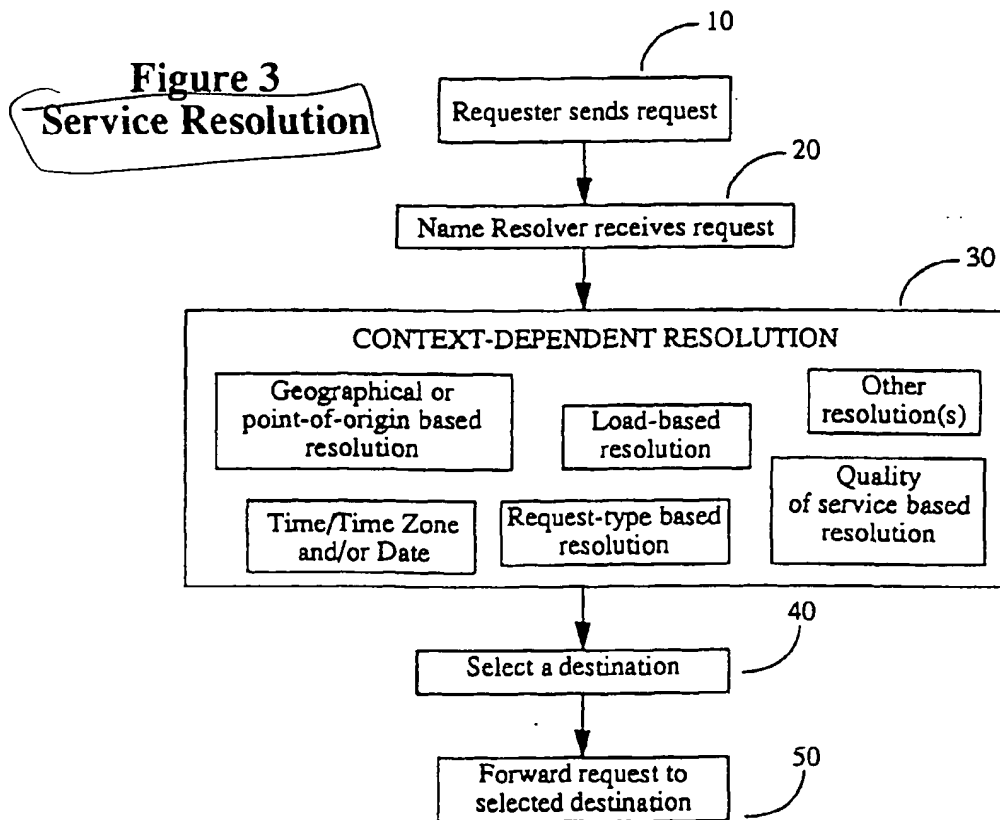 Figure 3
Service Resolution
10
Requester sends request
20
Name Resolver receives request
30
CONTEXT-DEPENDENT RESOLUTION
Geographical or
point-of-origin based
resolution
Load-based
resolution
Other
resolution(s)
Time/Time Zone
and/or Date
Request-type based
resolution
Quality
of service based
resolution
40
Select a destination
50
Forward request to
selected destination